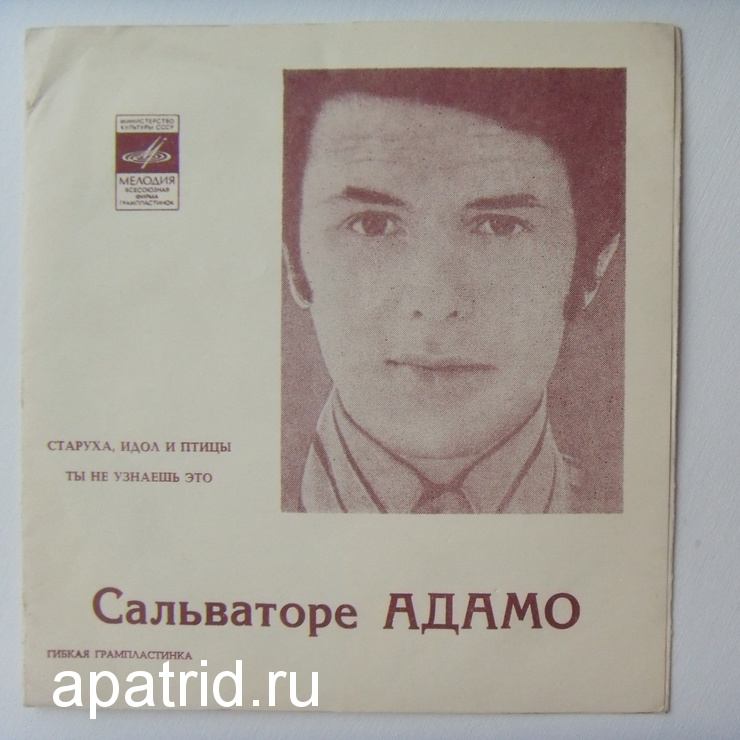 МИНИСТЕРСТВО
КУЛЬТУРЫ СССР
МЕЛОДИЯ
ВСЕСОЮЗНАЯ
ФИРМА
ГРАМПЛАСТИНОК
СТАРУХА, ИДОЛ И ПТИЦЫ
ТЫ НЕ УЗНАЕШЬ ЭТО
Сальваторе АДАМО
ГИБКАЯ ГРАМПЛАСТИНКА
apatrid.ru